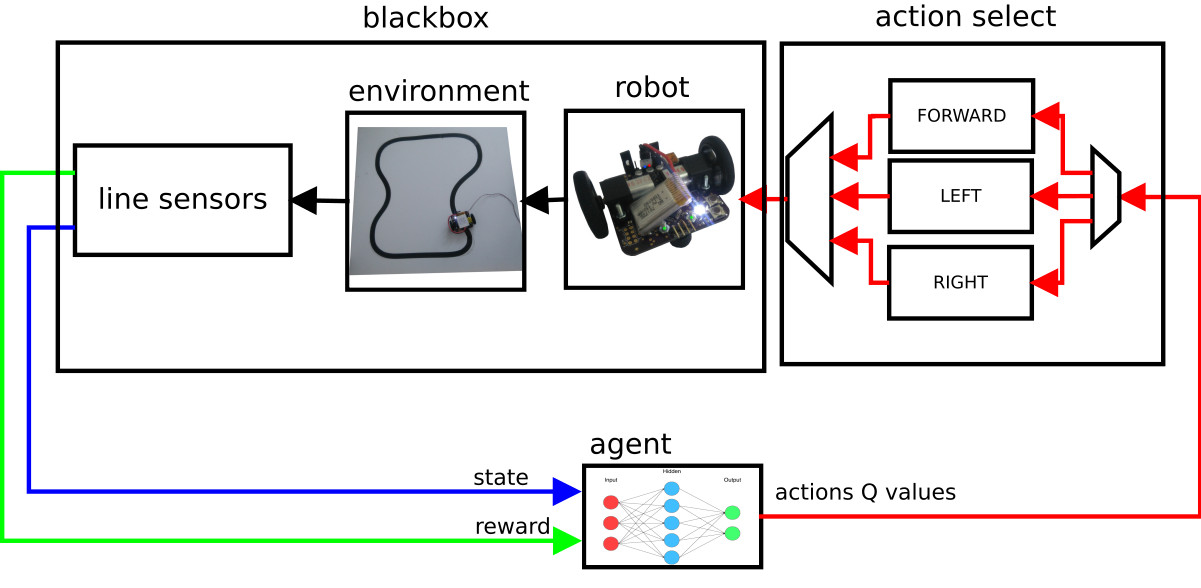 blackbox
action select
environment
robot
line sensors
FORWARD
LEFT
RIGHT
agent
state
reward
Input
Hidden
Output
actions Q values